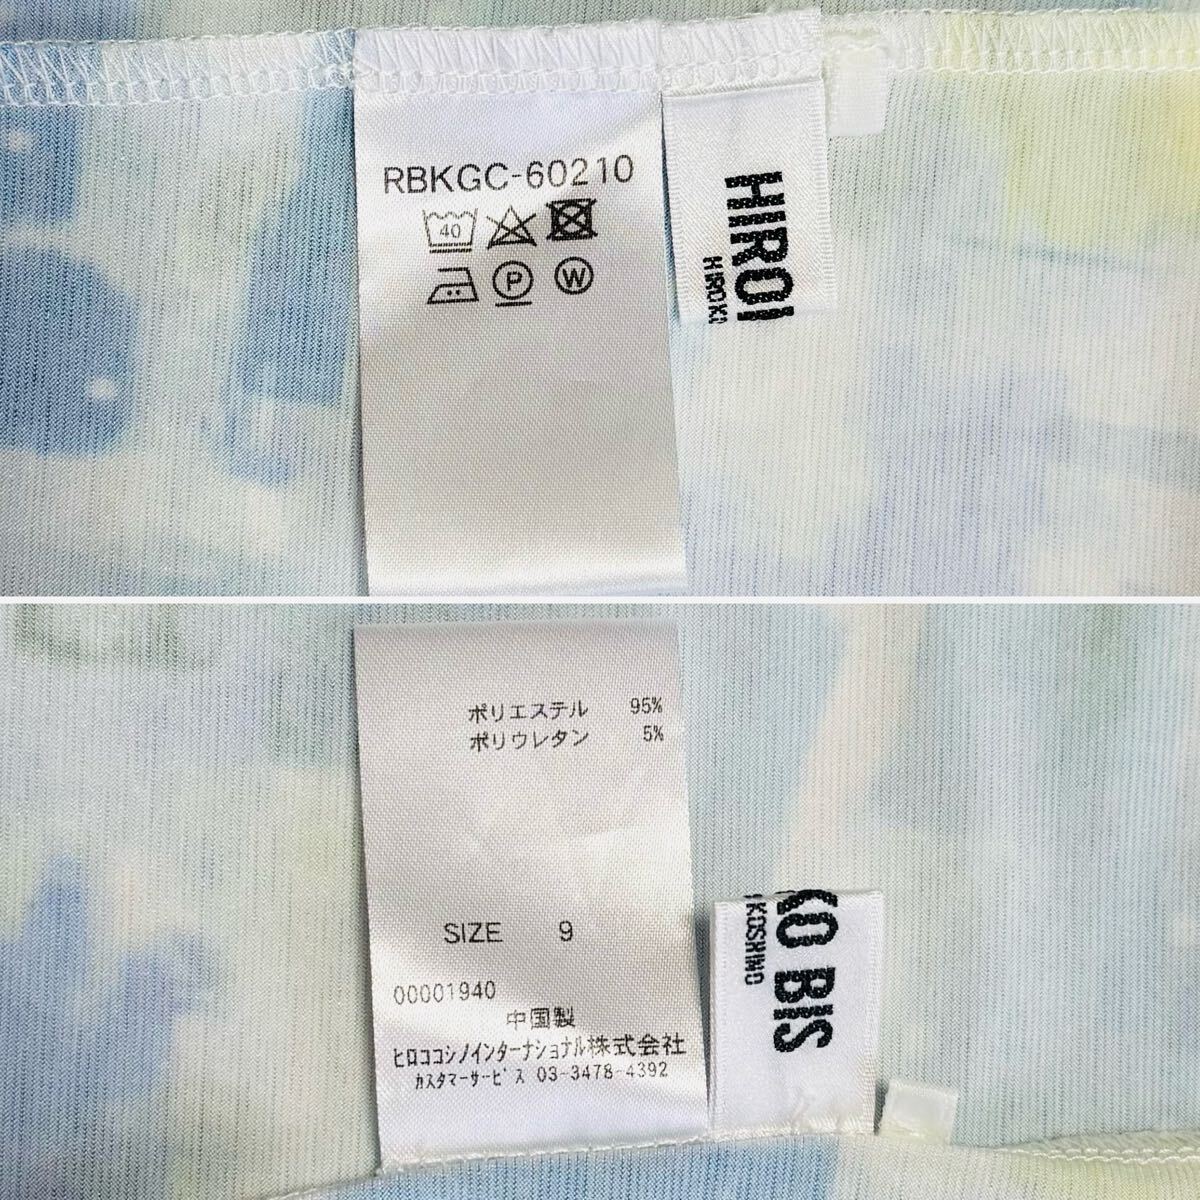 RBKGC-60210
40
P W
HIROK
HIROKO
ポリエステル 95%
ポリウレタン 5%
SIZE 9
00001940
中国製
ﾋﾛｺｺｼﾉｲﾝﾀｰﾅｼｮﾅﾙ株式会社
ｶｽﾀﾏｰｻｰﾋﾞｽ 03-3478-4392
KO BIS
KOSHINO